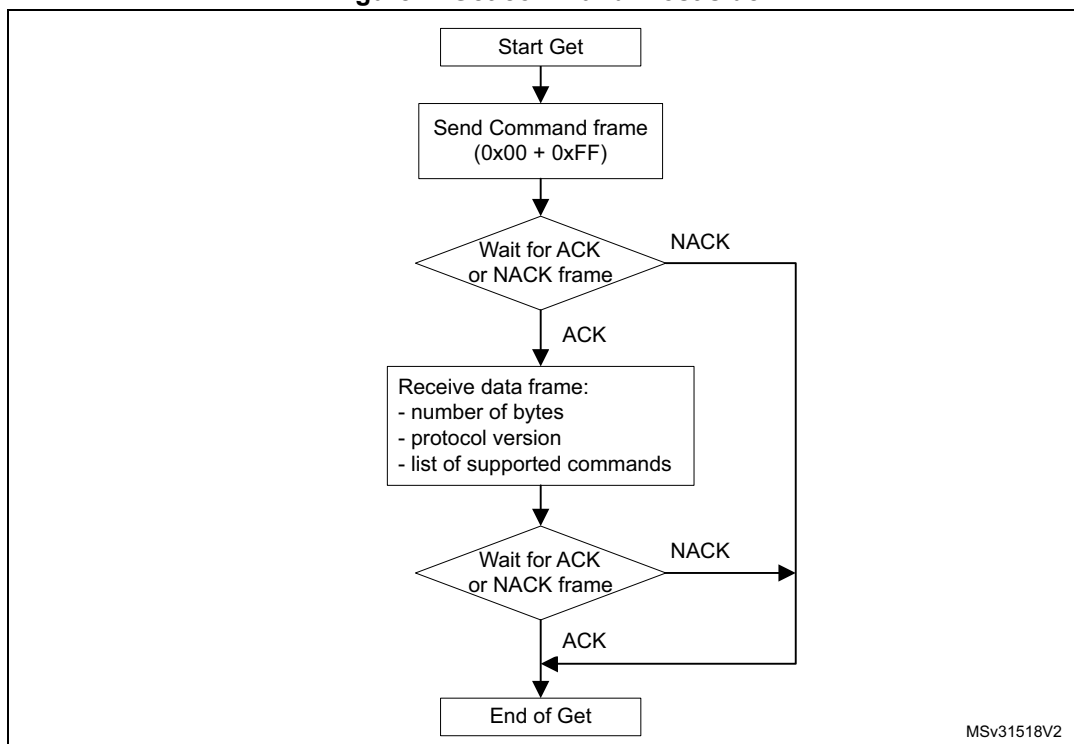 Start Get
Send Command frame
(0x00 + 0xFF)
Wait for ACK
or NACK frame
NACK
ACK
Receive data frame:
- number of bytes
- protocol version
- list of supported commands
Wait for ACK
or NACK frame
NACK
ACK
End of Get
MSv31518V2